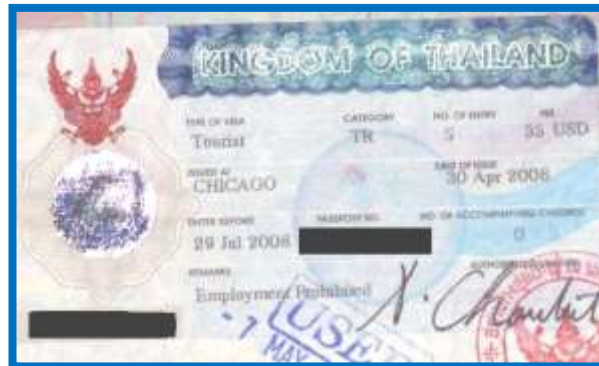 KINGDOM OF THAILAND
TYPE OF VISA CATEGORY NO. OF ENTRY FEE
Tourist TR S 35 USD
ISSUED AT DATE OF ISSUE
CHICAGO 30 Apr 2008
ENTER BEFORE PASSPORT NO. NO. OF ACCOMPANYING CHILDREN
29 Jul 2008 0
REMARKS
Employment Prohibited
USED
-7 MAY